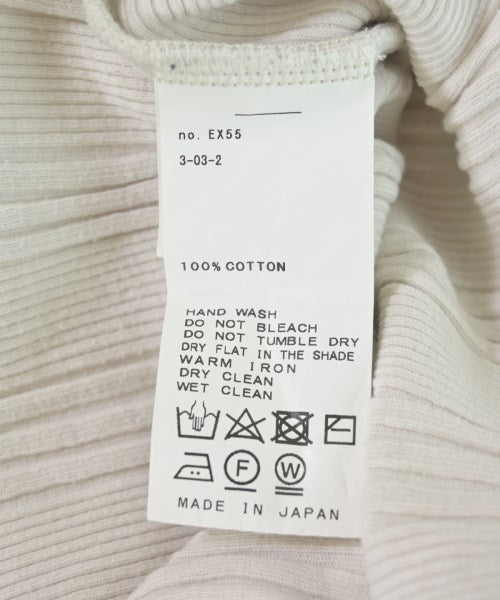 no. EX55
3-03-2
100% COTTON
HAND WASH
DO NOT BLEACH
DO NOT TUMBLE DRY
DRY FLAT IN THE SHADE
WARM IRON
DRY CLEAN
WET CLEAN
F W
MADE IN JAPAN